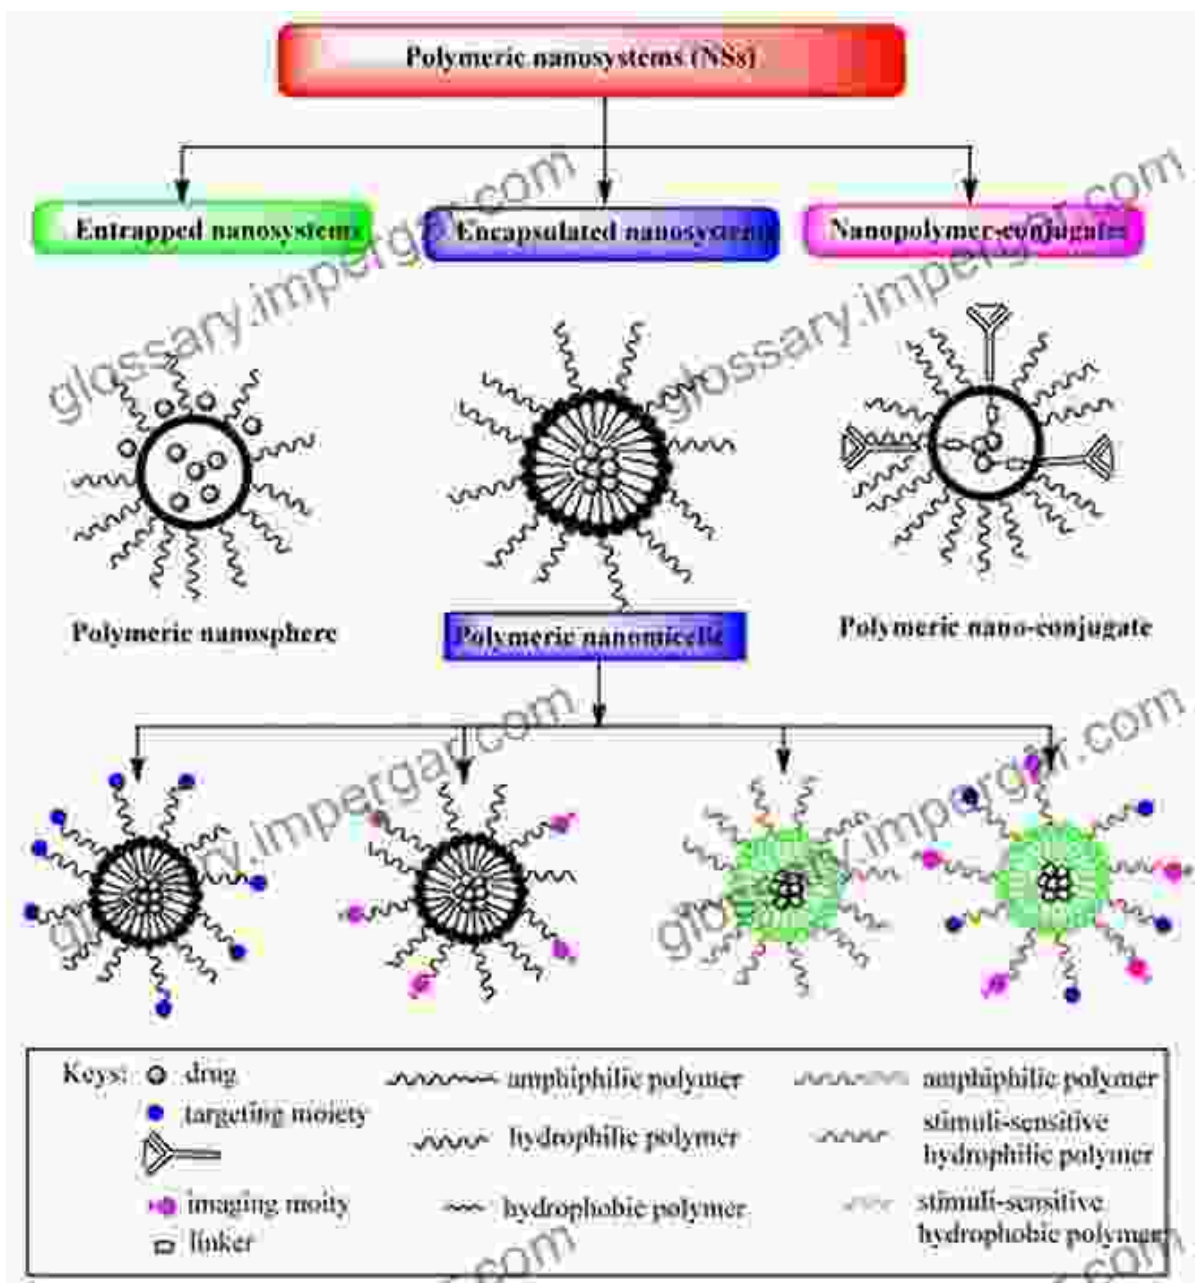 Polymeric nanosystems (NSs)
Entrapped nanosystems
Encapsulated nanosystems
Nanopolymer-conjugates
glossary.impergar.com
glossary.impergar.com
Polymeric nanosphere
Polymeric nanomicelle
Polymeric nano-conjugate
glossary.impergar.com
glossary.impergar.com
Keys: drug
targeting moiety
imaging moity
linker
amphiphilic polymer
hydrophilic polymer
hydrophobic polymer
amphiphilic polymer
stimuli-sensitive
hydrophilic polymer
stimuli-sensitive
hydrophobic polymer